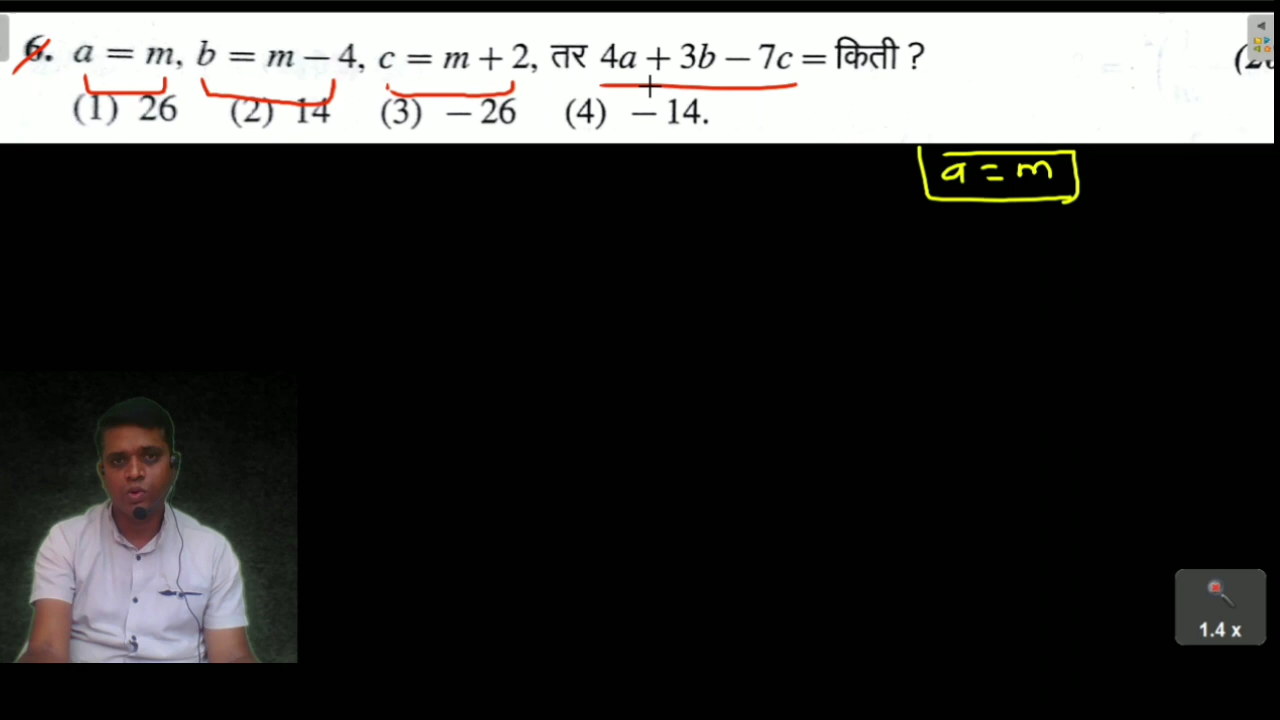 6. a = m, b = m − 4, c = m + 2, तर 4a + 3b − 7c = किती ?
(1) 26 (2) 14 (3) − 26 (4) − 14.
a = m
1.4 x